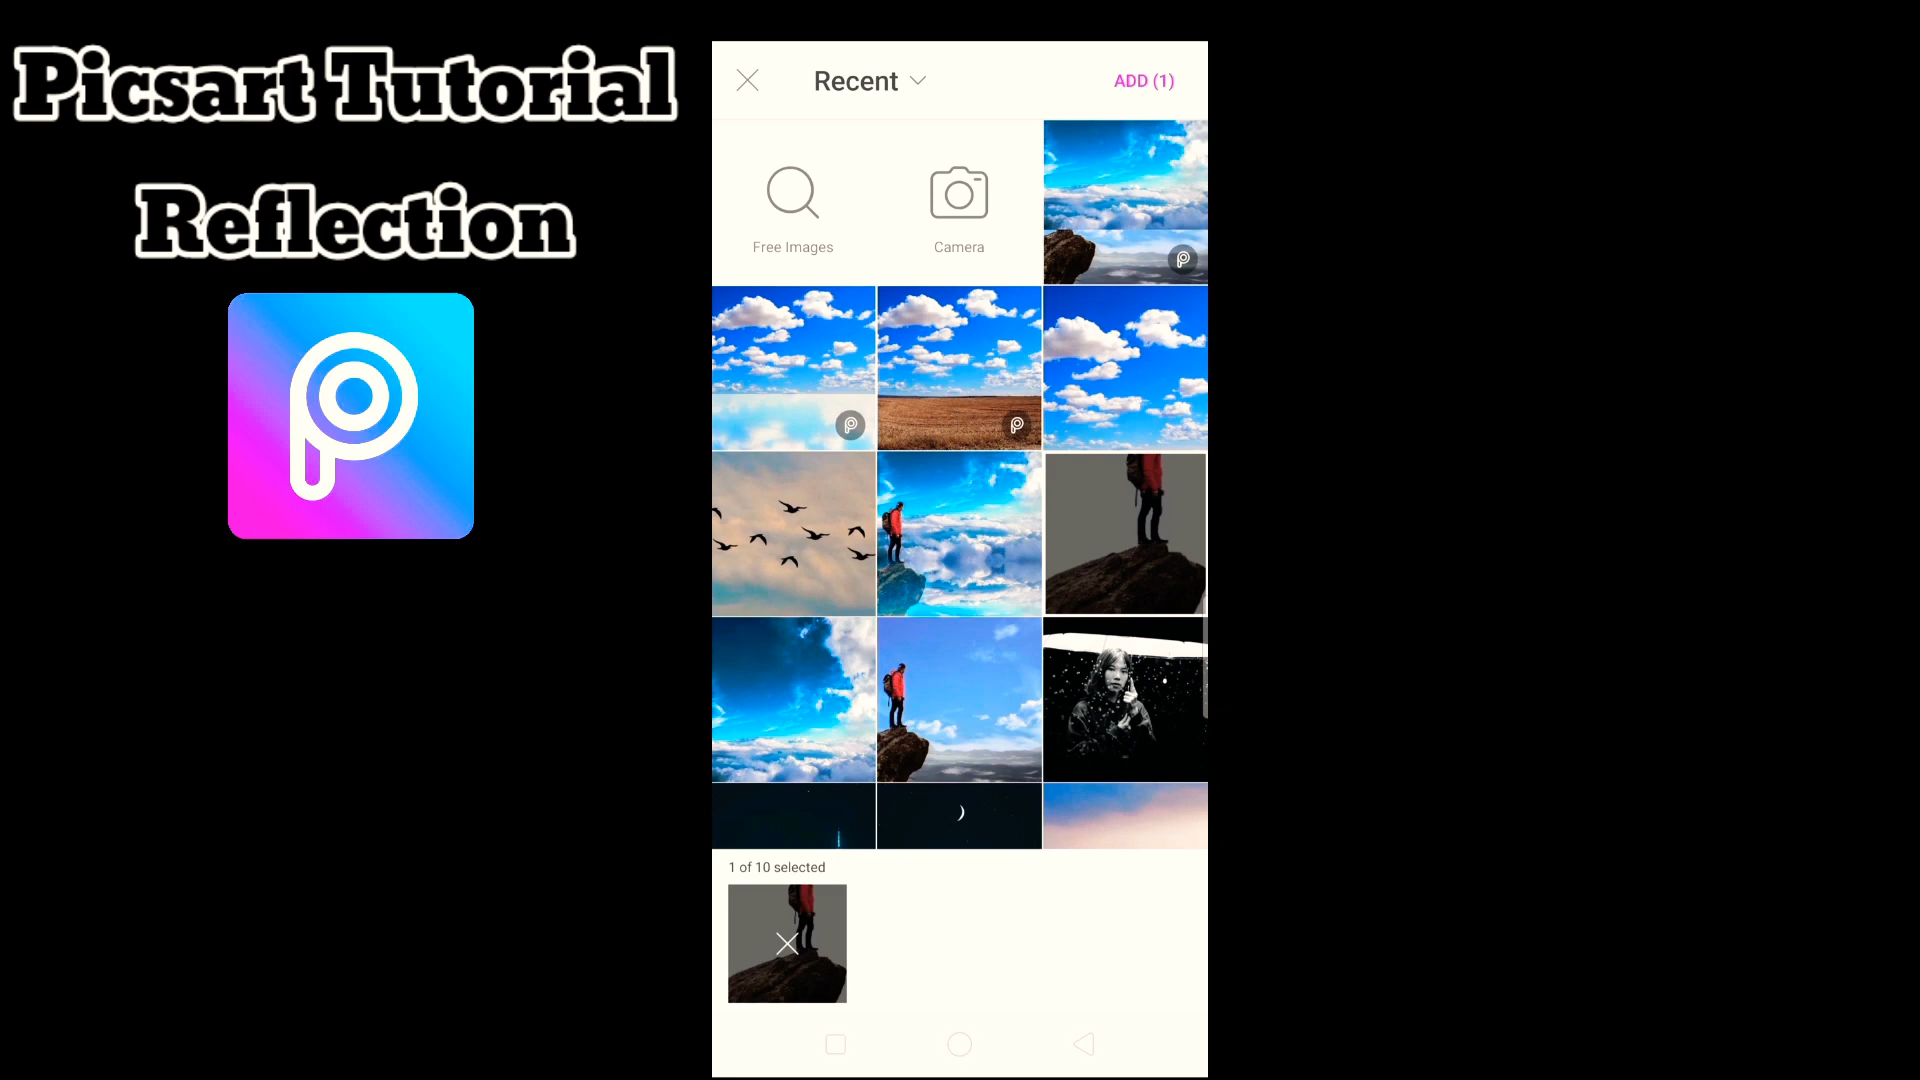 Picsart Tutorial
Reflection
Recent
ADD (1)
Free Images
Camera
1 of 10 selected